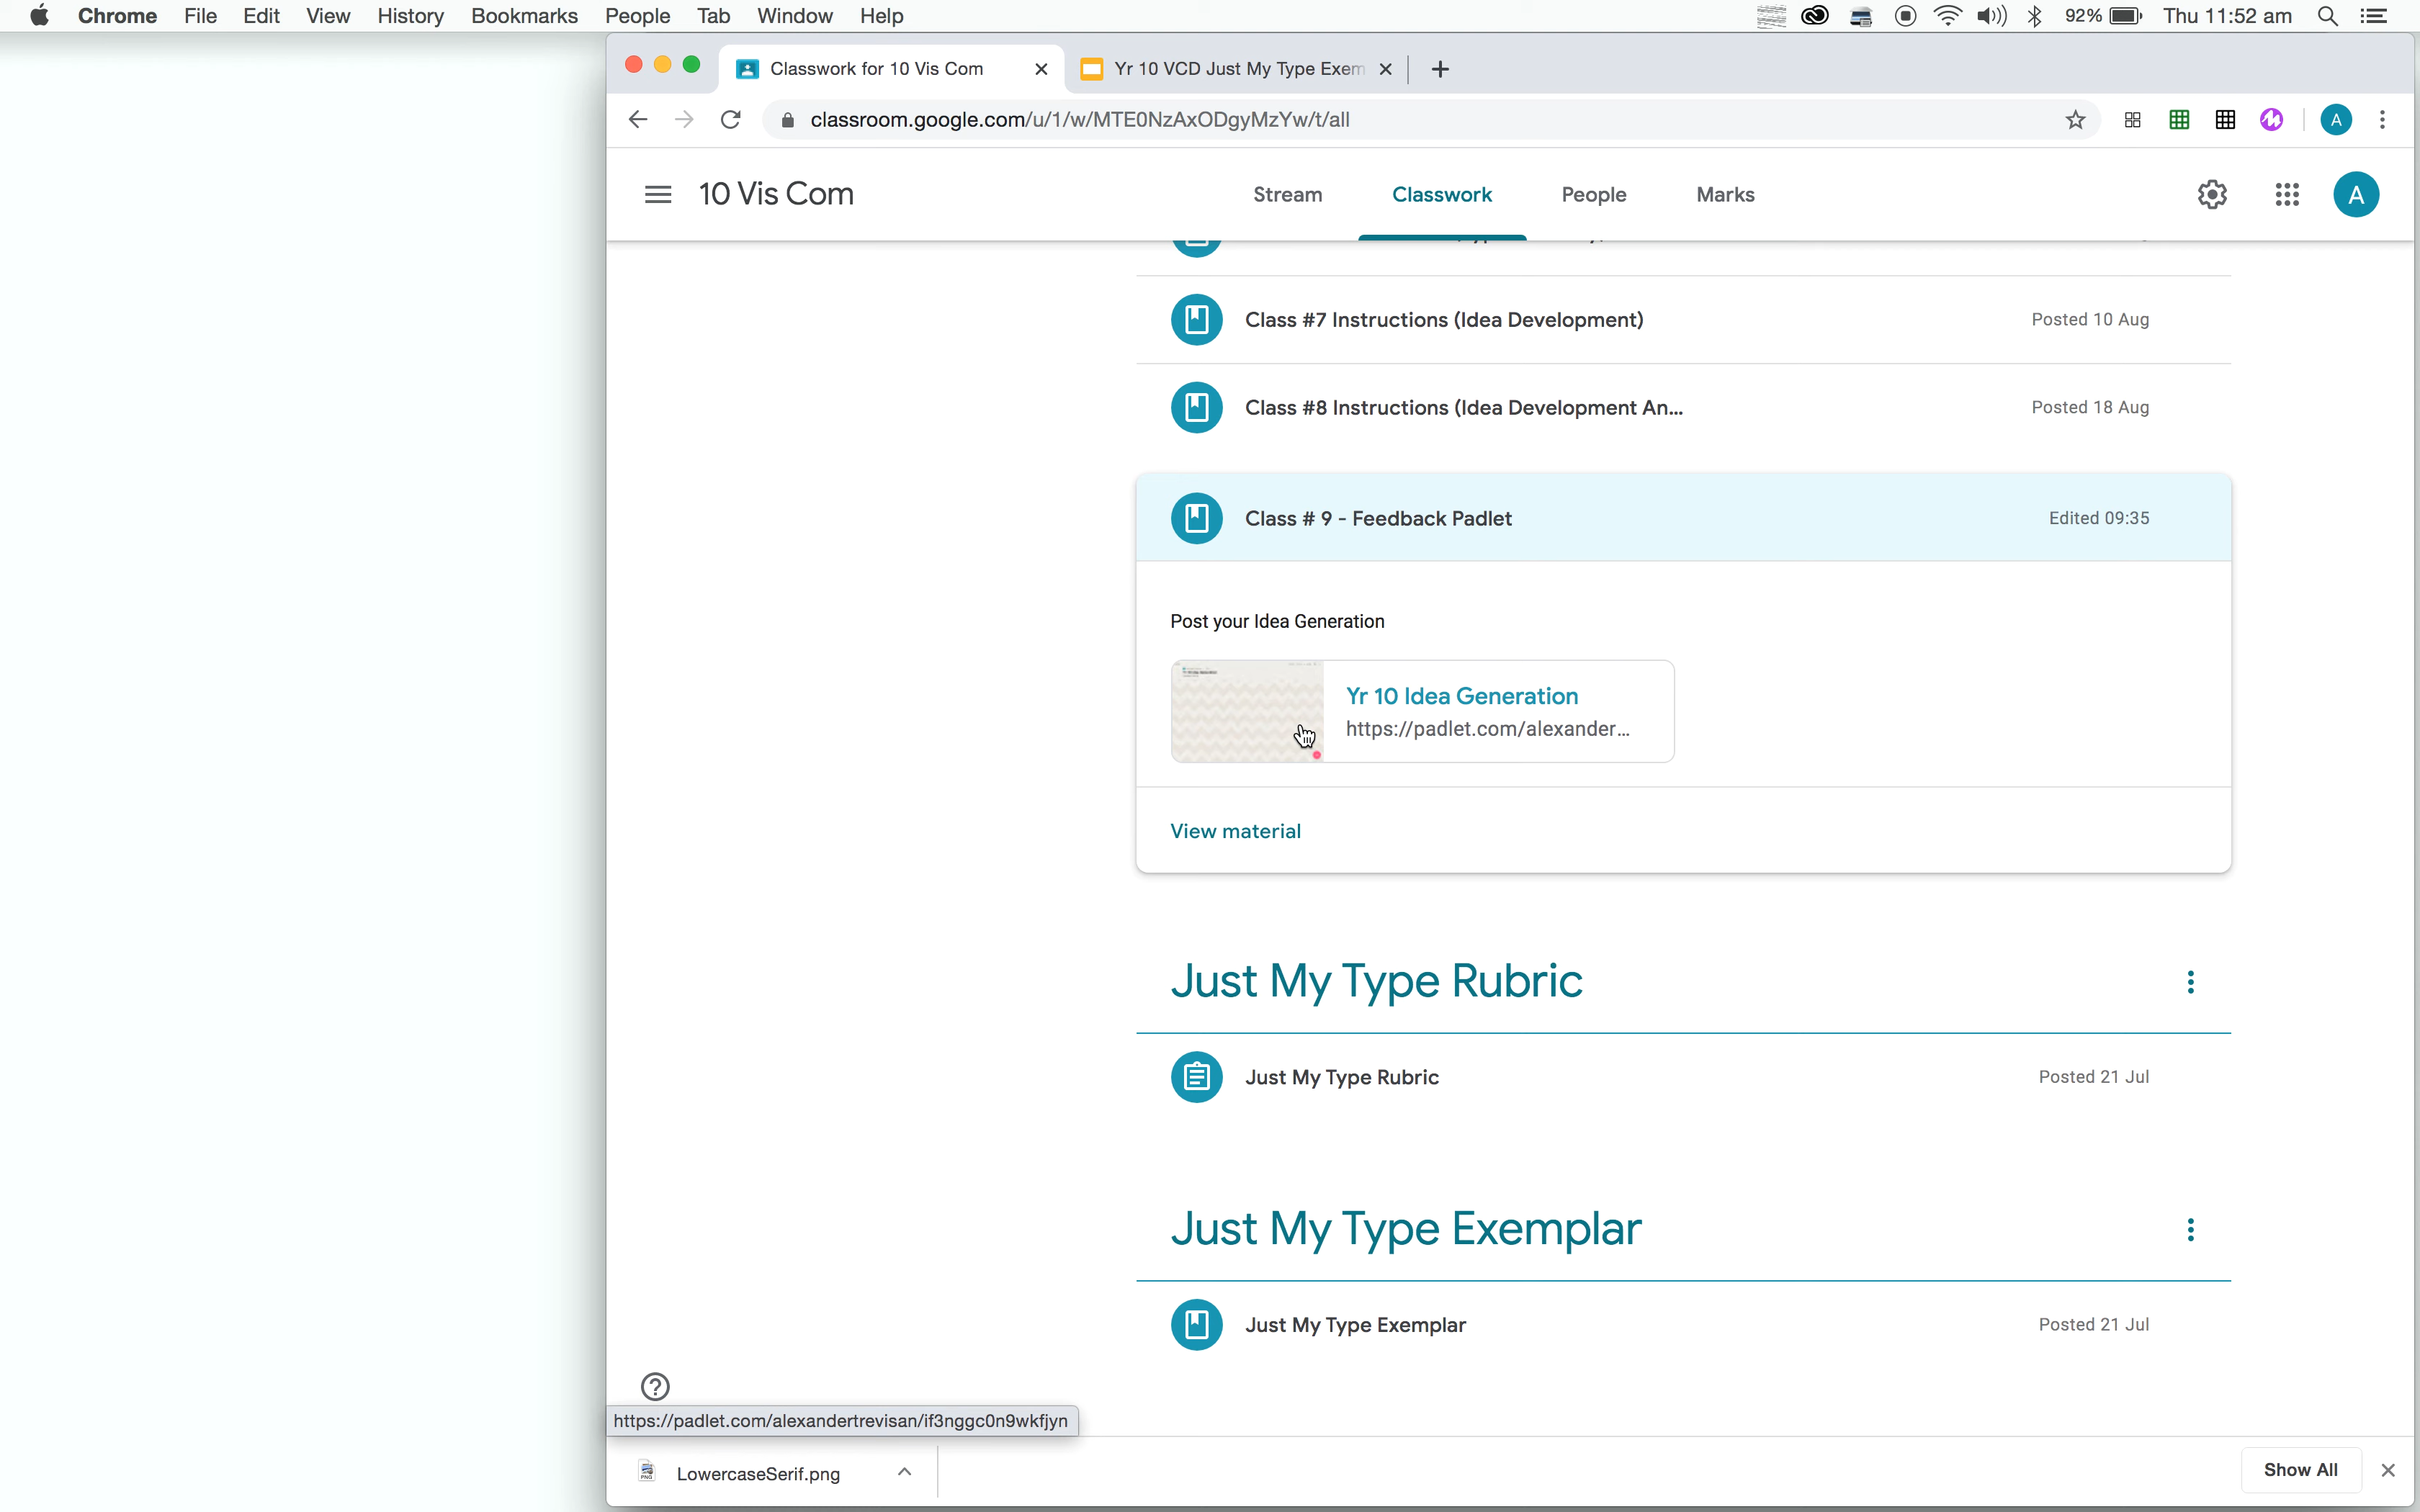 Chrome File Edit View History Bookmarks People Tab Window Help 92% Thu 11:52 am
Classwork for 10 Vis Com
Yr 10 VCD Just My Type Exem
classroom.google.com/u/1/w/MTE0NzAxODgyMzYw/t/all
A
10 Vis Com
Stream Classwork People Marks
A
Class #7 Instructions (Idea Development) Posted 10 Aug
Class #8 Instructions (Idea Development An... Posted 18 Aug
Class # 9 - Feedback Padlet Edited 09:35
Post your Idea Generation
Yr 10 Idea Generation
https://padlet.com/alexander...
View material
Just My Type Rubric
Just My Type Rubric Posted 21 Jul
Just My Type Exemplar
Just My Type Exemplar Posted 21 Jul
https://padlet.com/alexandertrevisan/if3nggc0n9wkfjyn
LowercaseSerif.png
Show All